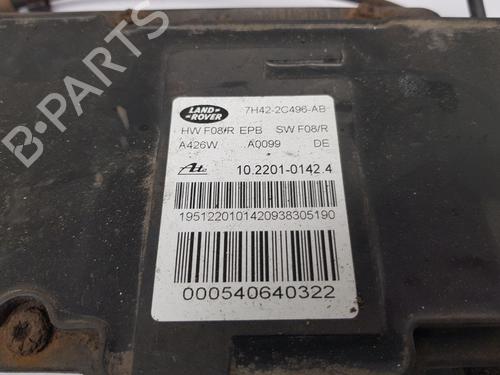 LAND ROVER
7H42-2C496-AB
HW F08/R EPB SW F08/R
A426W A0099 DE
Ate 10.2201-0142.4
1951220101420938305190
000540640322
B-PARTS